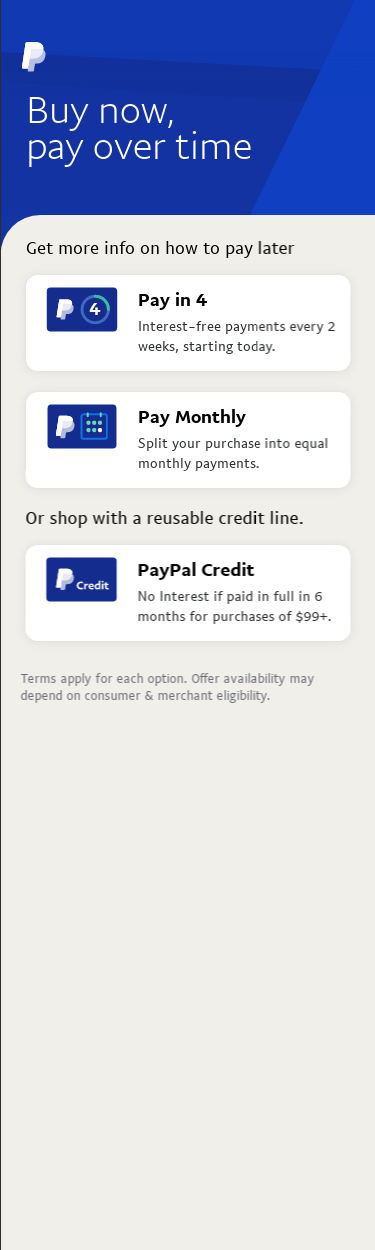 Buy now,
pay over time
Get more info on how to pay later
4
Pay in 4
Interest-free payments every 2
weeks, starting today.
Pay Monthly
Split your purchase into equal
monthly payments.
Or shop with a reusable credit line.
Credit
PayPal Credit
No Interest if paid in full in 6
months for purchases of $99+.
Terms apply for each option. Offer availability may
depend on consumer & merchant eligibility.